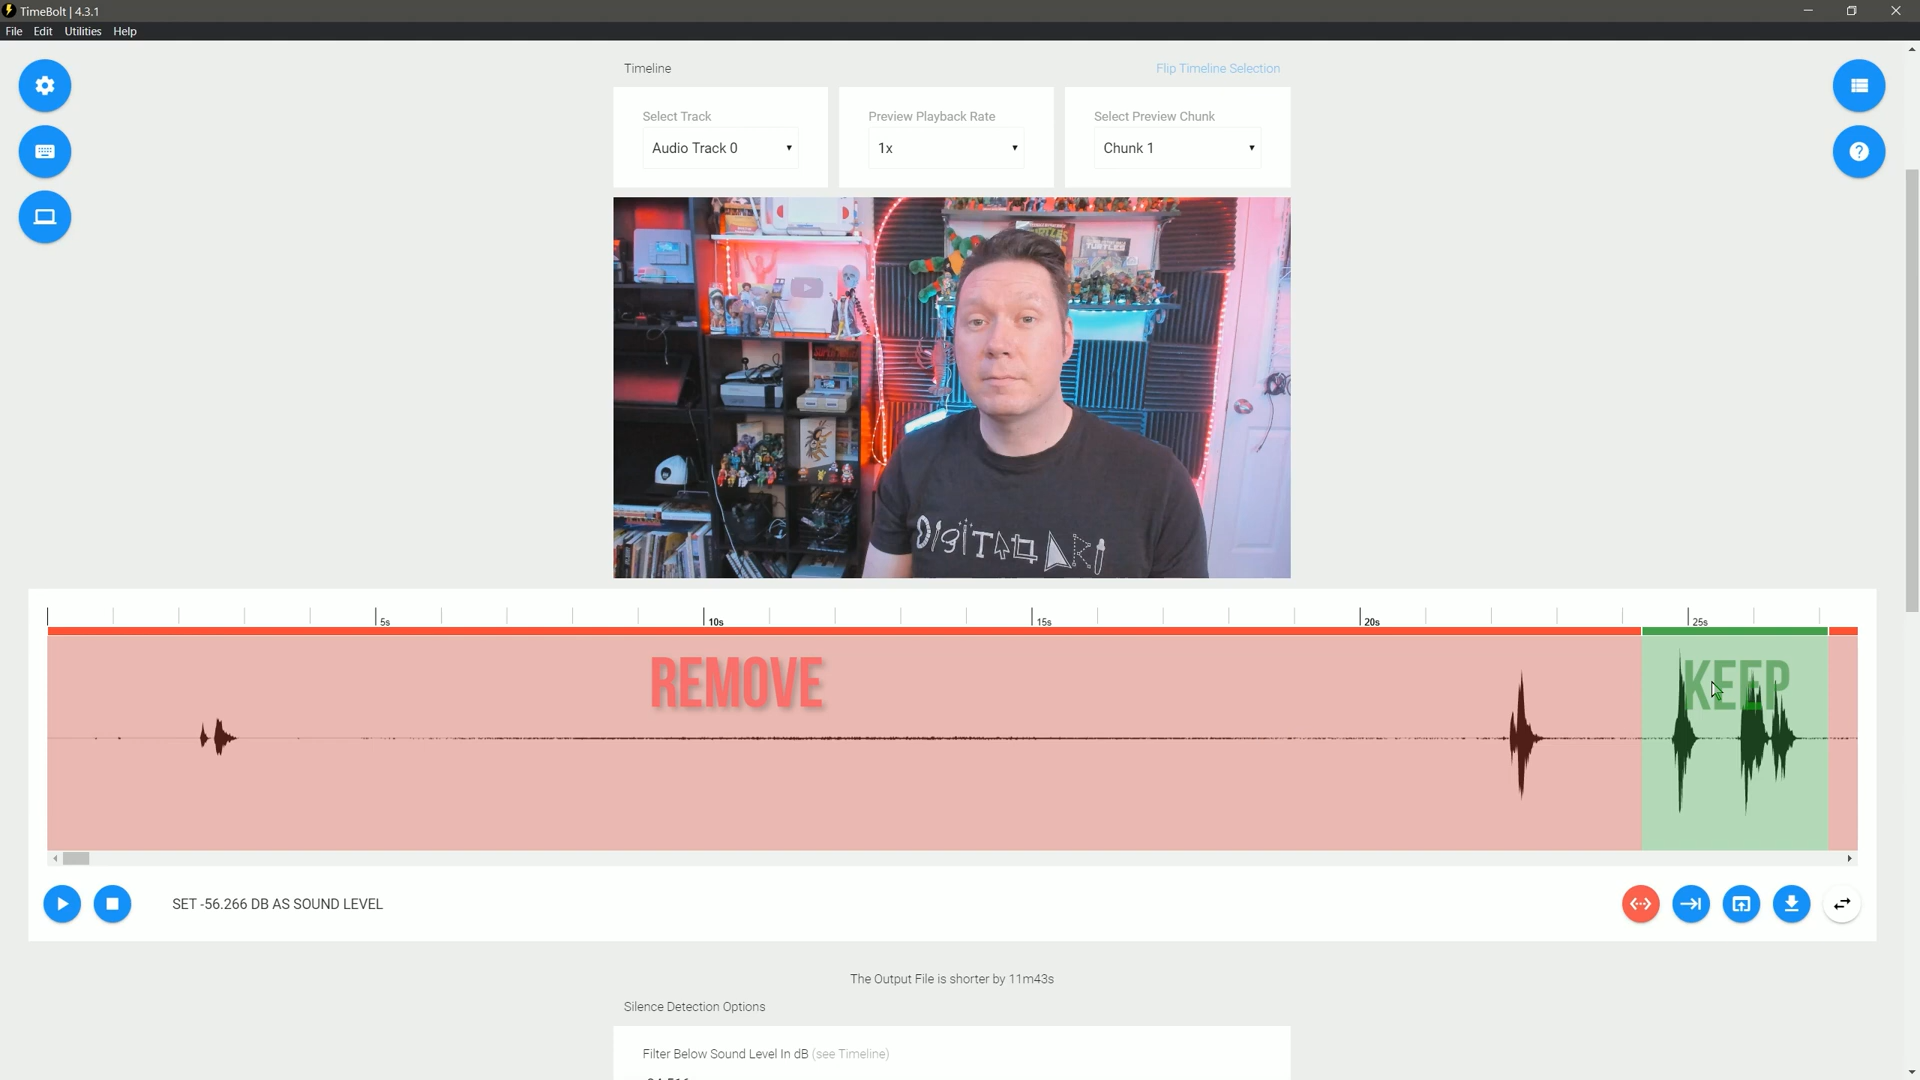 TimeBolt | 4.3.1
File Edit Utilities Help
Timeline
Flip Timeline Selection
Select Track
Audio Track 0
Preview Playback Rate
1x
Select Preview Chunk
Chunk 1
TURTLES
DIGITAL ART
5s
10s
15s
20s
25s
REMOVE
KEEP
SET -56.266 DB AS SOUND LEVEL
The Output File is shorter by 11m43s
Silence Detection Options
Filter Below Sound Level In dB (see Timeline)